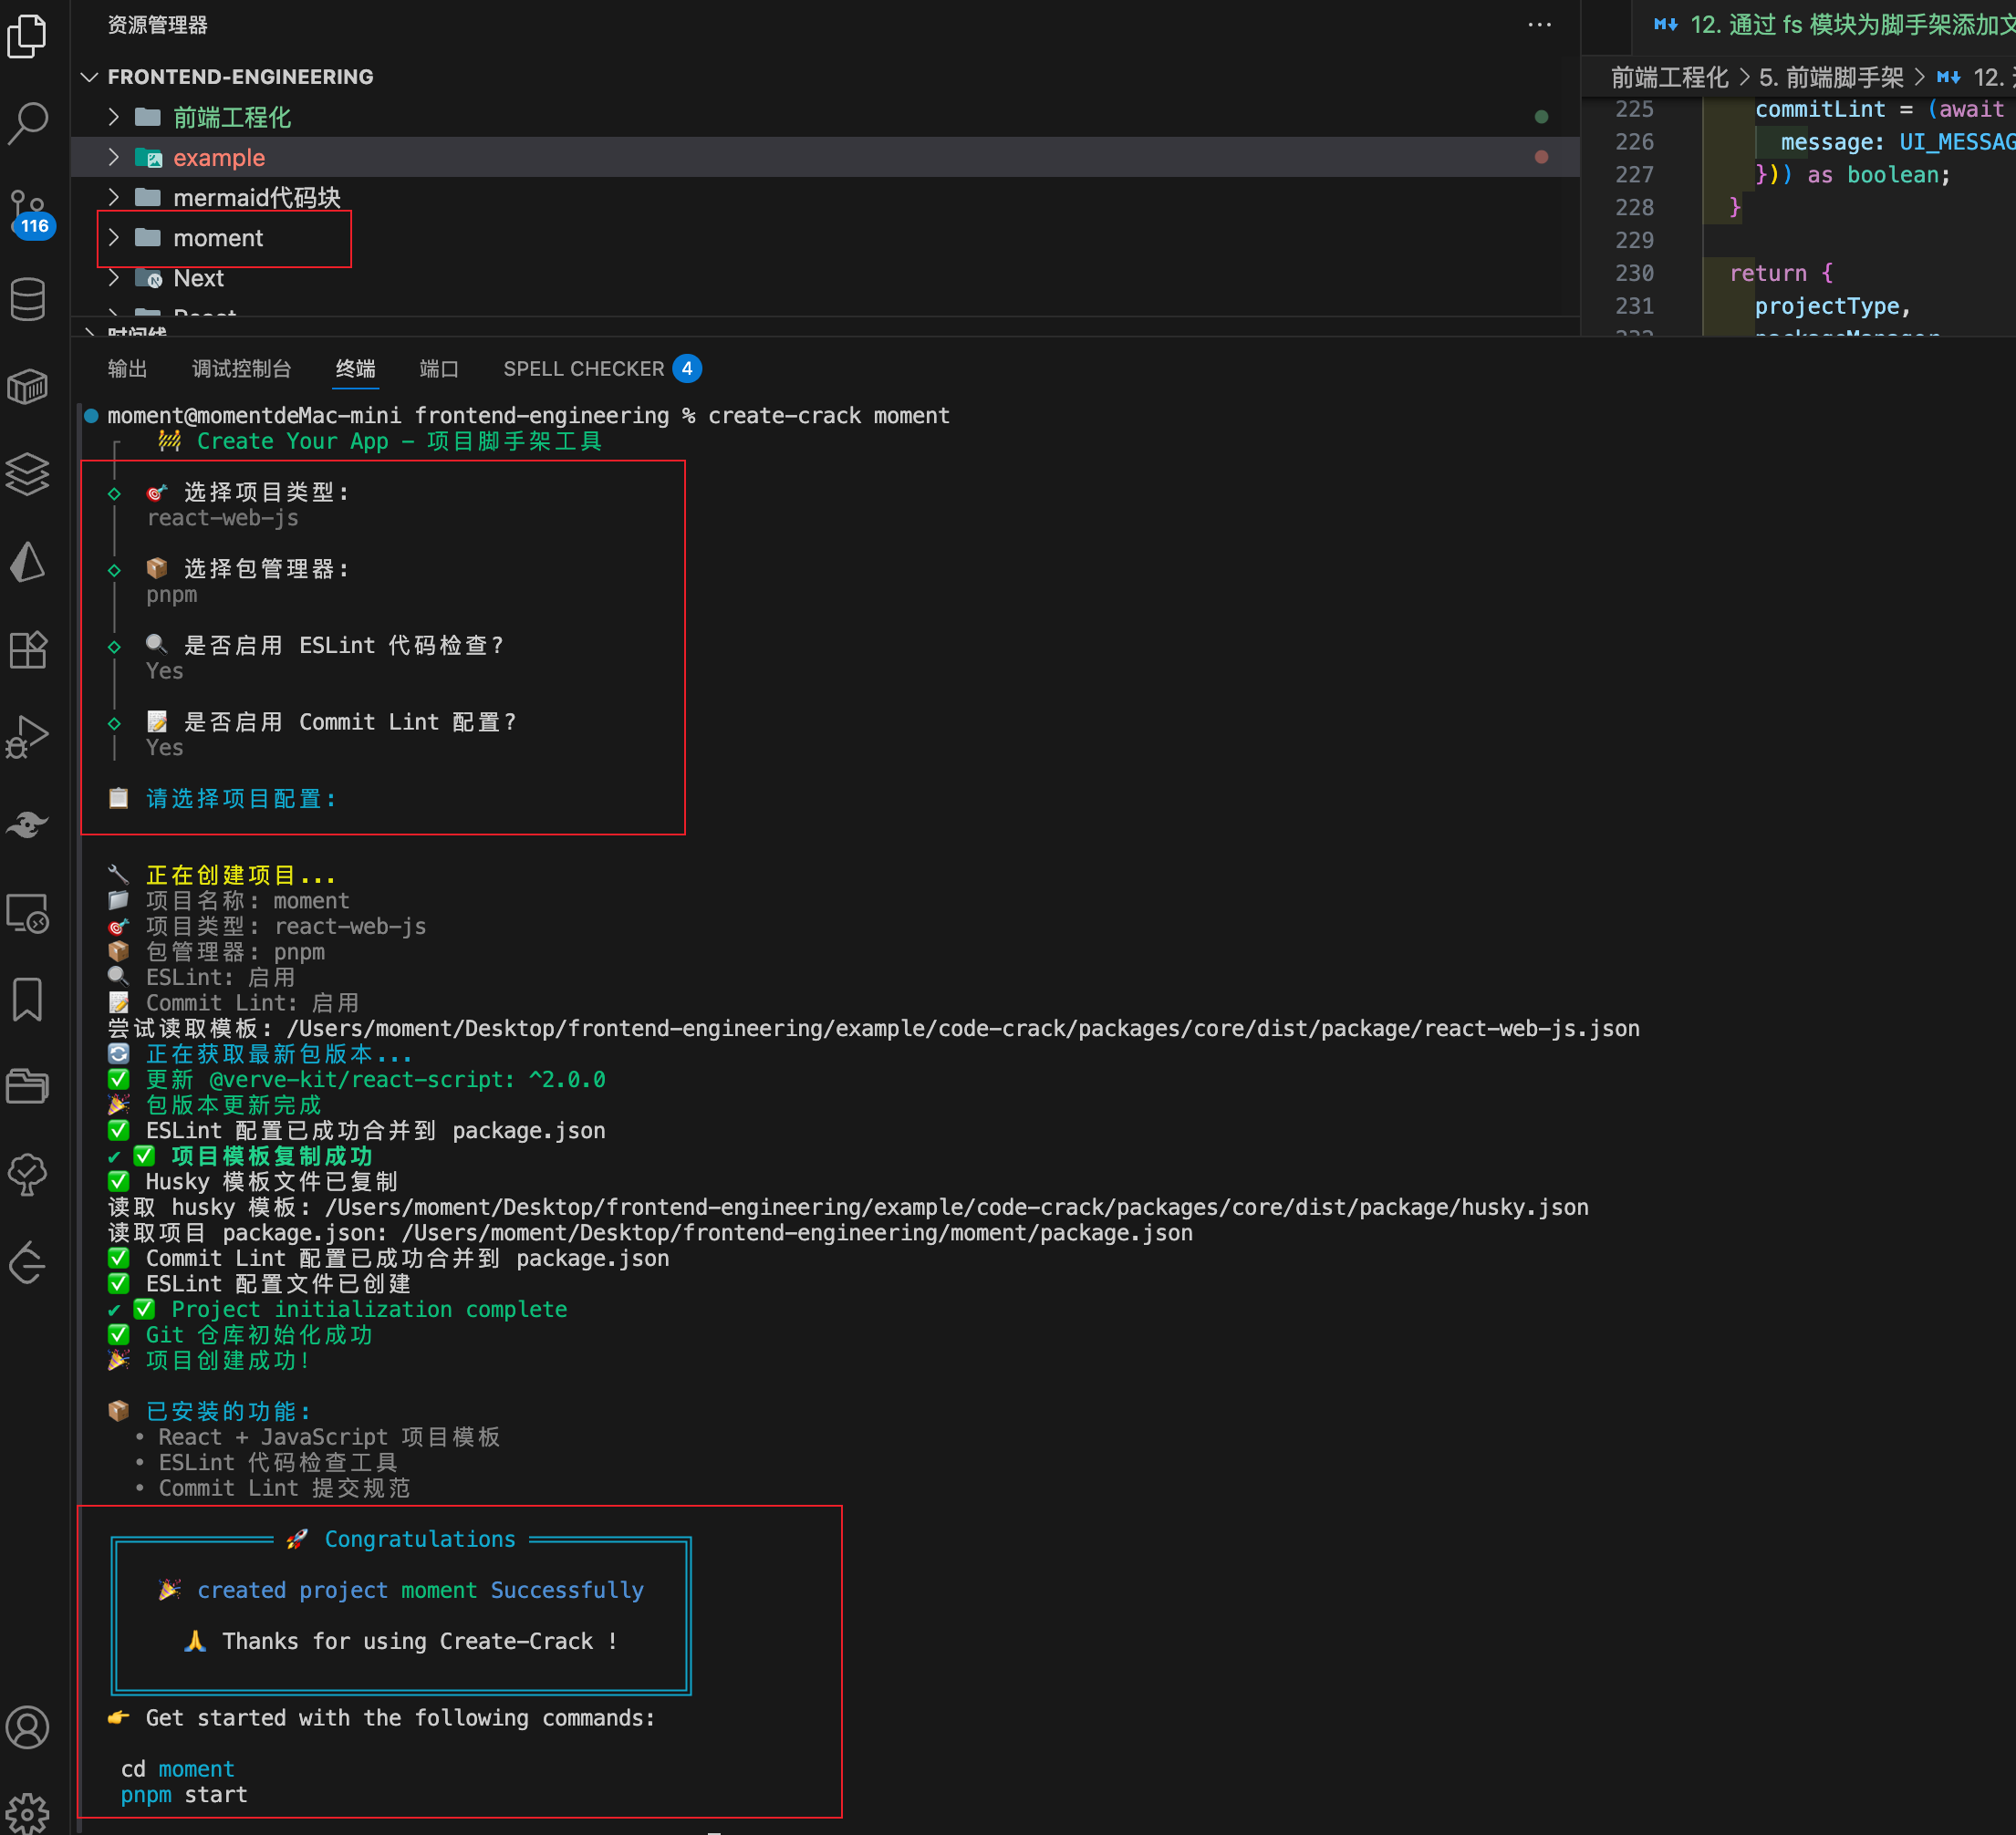 资源管理器
FRONTEND-ENGINEERING
前端工程化
example
mermaid代码块
moment
Next
React
时间线
116
12. 通过 fs 模块为脚手架添加文
前端工程化 > 5. 前端脚手架 > 12.
225 commitLint = (await
226 message: UI_MESSAG
227 })) as boolean;
228 }
229
230 return {
231 projectType,
232 packageManager
输出 调试控制台 终端 端口 SPELL CHECKER 4
moment@momentdeMac-mini frontend-engineering % create-crack moment
🚧 Create Your App - 项目脚手架工具
◇ 🎯 选择项目类型:
react-web-js
◇ 📦 选择包管理器:
pnpm
◇ 🔍 是否启用 ESLint 代码检查?
Yes
◇ 📝 是否启用 Commit Lint 配置?
Yes
📋 请选择项目配置:
🔧 正在创建项目...
📁 项目名称: moment
🎯 项目类型: react-web-js
📦 包管理器: pnpm
🔍 ESLint: 启用
📝 Commit Lint: 启用
尝试读取模板: /Users/moment/Desktop/frontend-engineering/example/code-crack/packages/core/dist/package/react-web-js.json
🔄 正在获取最新包版本...
✅ 更新 @verve-kit/react-script: ^2.0.0
🎉 包版本更新完成
✅ ESLint 配置已成功合并到 package.json
✔ ✅ 项目模板复制成功
✅ Husky 模板文件已复制
读取 husky 模板: /Users/moment/Desktop/frontend-engineering/example/code-crack/packages/core/dist/package/husky.json
读取项目 package.json: /Users/moment/Desktop/frontend-engineering/moment/package.json
✅ Commit Lint 配置已成功合并到 package.json
✅ ESLint 配置文件已创建
✔ ✅ Project initialization complete
✅ Git 仓库初始化成功
🎉 项目创建成功!
📦 已安装的功能:
• React + JavaScript 项目模板
• ESLint 代码检查工具
• Commit Lint 提交规范
🚀 Congratulations
🎉 created project moment Successfully
🙏 Thanks for using Create-Crack !
👉 Get started with the following commands:
cd moment
pnpm start